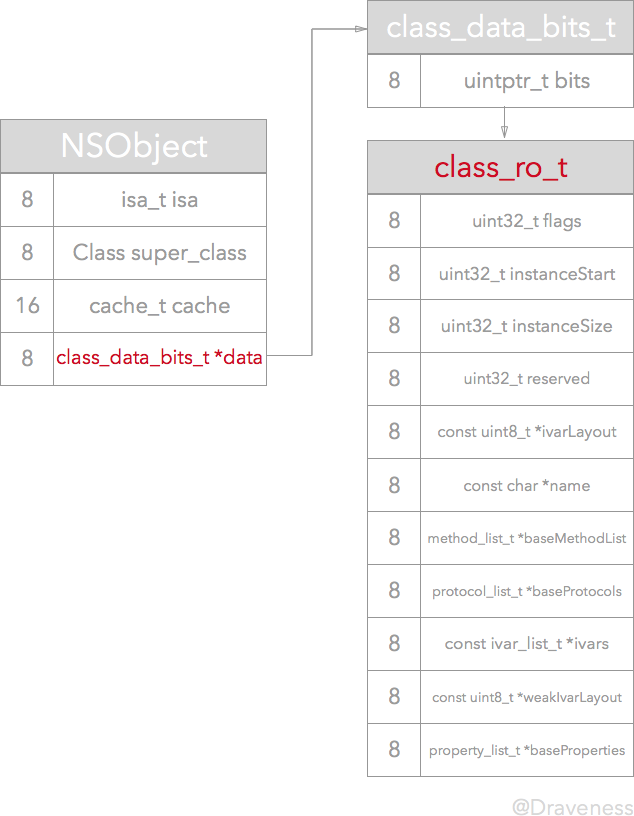 NSObject
8 isa_t isa
8 Class super_class
16 cache_t cache
8 class_data_bits_t *data
class_data_bits_t
8 uintptr_t bits
class_ro_t
8 uint32_t flags
8 uint32_t instanceStart
8 uint32_t instanceSize
8 uint32_t reserved
8 const uint8_t *ivarLayout
8 const char *name
8 method_list_t *baseMethodList
8 protocol_list_t *baseProtocols
8 const ivar_list_t *ivars
8 const uint8_t *weakIvarLayout
8 property_list_t *baseProperties
@Draveness